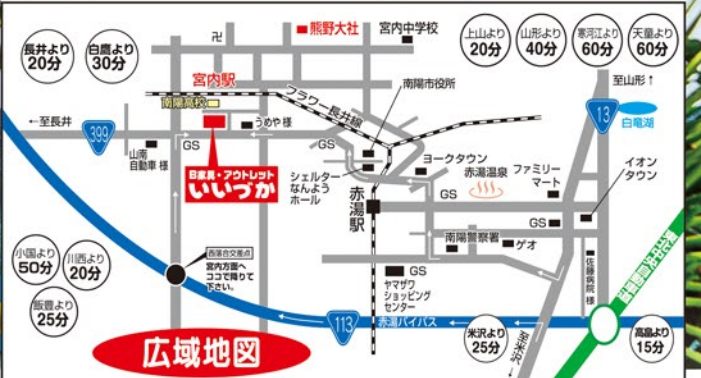 長井より
20分
白鷹より
30分
卍
熊野大社
宮内中学校
上山より
20分
山形より
40分
寒河江より
60分
天童より
60分
至山形↑
宮内駅
南陽高校
フラワー長井線
南陽市役所
13
白竜湖
←至長井
399
うめや 様
GS
GS
山南
自動車 様
B家具・アウトレット
いいづか
シェルター
なんよう
ホール
ヨークタウン
赤湯温泉
ファミリー
マート
イオン
タウン
GS
赤湯駅
GS
南陽警察署
ゲオ
佐藤病院 様
小国より
50分
川西より
20分
飯豊より
25分
西落合交差点
宮内方面へ
ココで降りて
下さい。
GS
ヤマザワ
ショッピング
センター
113
赤湯バイパス
米沢より
25分
至米沢↓
高畠より
15分
広域地図